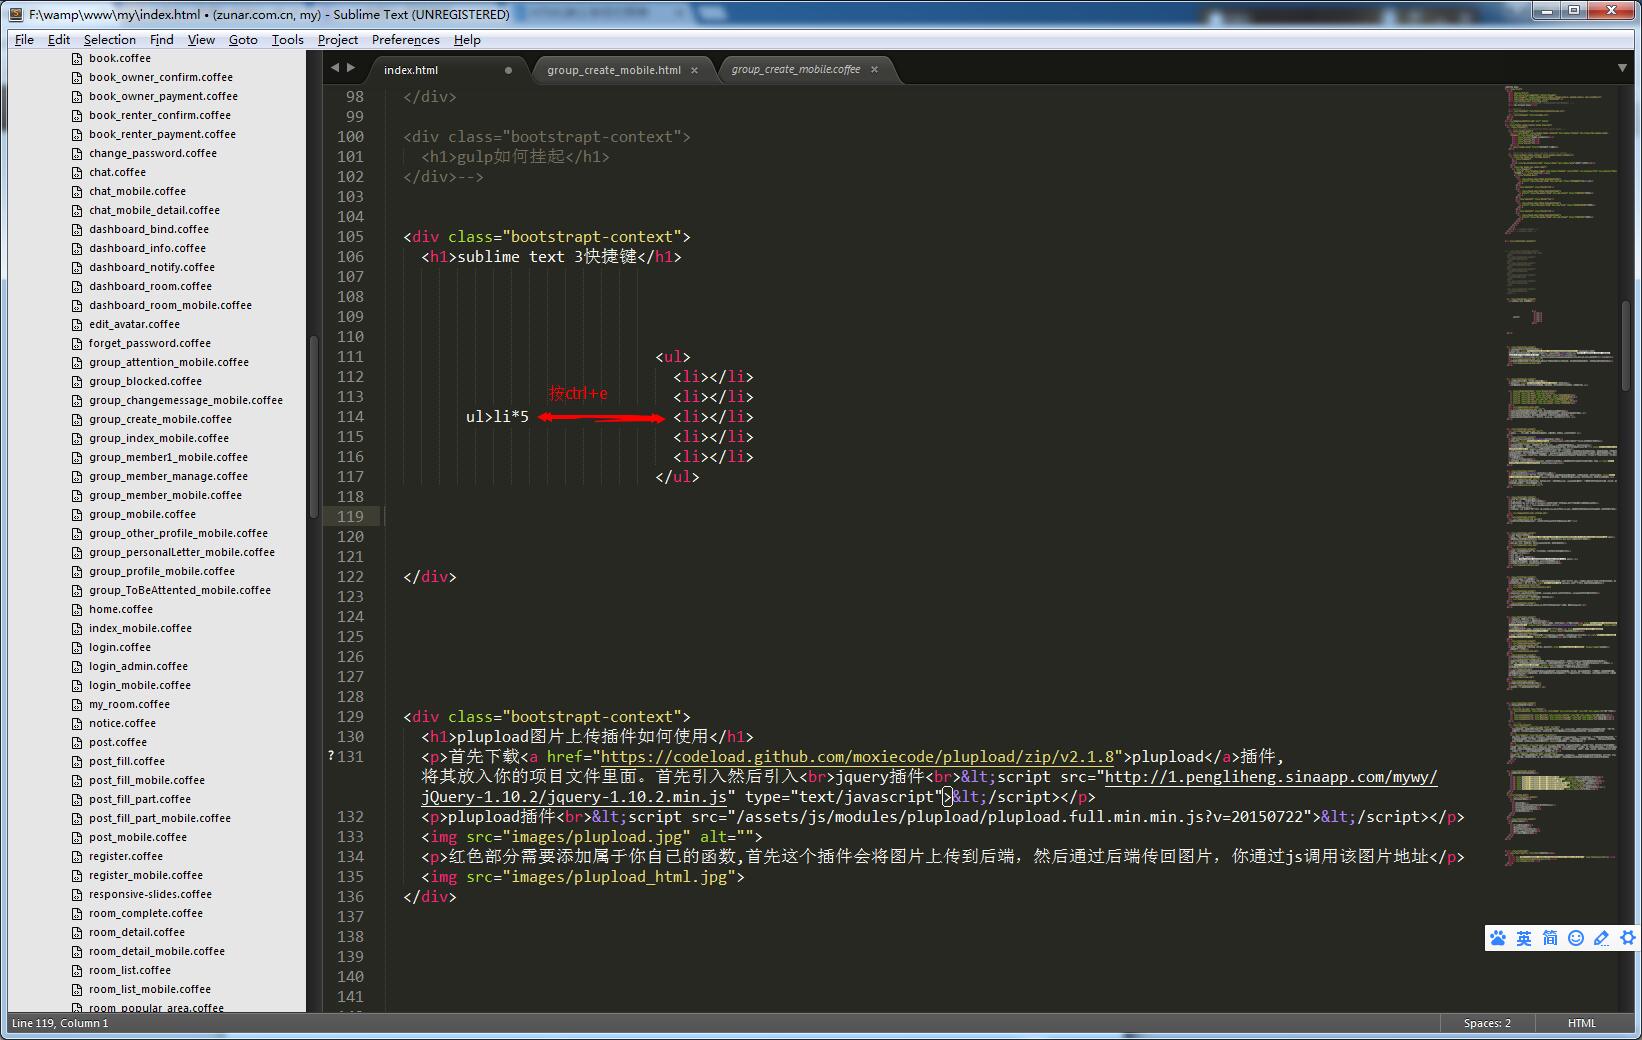 F:\wamp\www\my\index.html • (zunar.com.cn, my) - Sublime Text (UNREGISTERED)
File Edit Selection Find View Goto Tools Project Preferences Help
book.coffee
book_owner_confirm.coffee
book_owner_payment.coffee
book_renter_confirm.coffee
book_renter_payment.coffee
change_password.coffee
chat.coffee
chat_mobile.coffee
chat_mobile_detail.coffee
dashboard_bind.coffee
dashboard_info.coffee
dashboard_notify.coffee
dashboard_room.coffee
dashboard_room_mobile.coffee
edit_avatar.coffee
forget_password.coffee
group_attention_mobile.coffee
group_blocked.coffee
group_changemessage_mobile.coffee
group_create_mobile.coffee
group_index_mobile.coffee
group_member1_mobile.coffee
group_member_manage.coffee
group_member_mobile.coffee
group_mobile.coffee
group_other_profile_mobile.coffee
group_personalLetter_mobile.coffee
group_profile_mobile.coffee
group_ToBeAttented_mobile.coffee
home.coffee
index_mobile.coffee
login.coffee
login_admin.coffee
login_mobile.coffee
my_room.coffee
notice.coffee
post.coffee
post_fill.coffee
post_fill_mobile.coffee
post_fill_part.coffee
post_fill_part_mobile.coffee
post_mobile.coffee
register.coffee
register_mobile.coffee
responsive-slides.coffee
room_complete.coffee
room_detail.coffee
room_detail_mobile.coffee
room_list.coffee
room_list_mobile.coffee
room_popular_area.coffee
index.html group_create_mobile.html group_create_mobile.coffee
98 </div>
99
100 <div class="bootstrapt-context">
101 <h1>gulp如何挂起</h1>
102 </div>-->
103
104
105 <div class="bootstrapt-context">
106 <h1>sublime text 3快捷键</h1>
107
108
109
110
111 <ul>
112 <li></li>
按ctrl+e
113 <li></li>
114 ul>li*5 <li></li>
115 <li></li>
116 <li></li>
117 </ul>
118
119
120
121
122 </div>
123
124
125
126
127
128
129 <div class="bootstrapt-context">
130 <h1>plupload图片上传插件如何使用</h1>
?131 <p>首先下载<a href="https://codeload.github.com/moxiecode/plupload/zip/v2.1.8">plupload</a>插件,
将其放入你的项目文件里面。首先引入然后引入<br>jquery插件<br>&lt;script src="http://1.pengliheng.sinaapp.com/mywy/
jQuery-1.10.2/jquery-1.10.2.min.js" type="text/javascript">&lt;/script></p>
132 <p>plupload插件<br>&lt;script src="/assets/js/modules/plupload/plupload.full.min.min.js?v=20150722">&lt;/script></p>
133 <img src="images/plupload.jpg" alt="">
134 <p>红色部分需要添加属于你自己的函数,首先这个插件会将图片上传到后端，然后通过后端传回图片，你通过js调用该图片地址</p>
135 <img src="images/plupload_html.jpg">
136 </div>
137
138
139
140
141
英 简
Line 119, Column 1 Spaces: 2 HTML